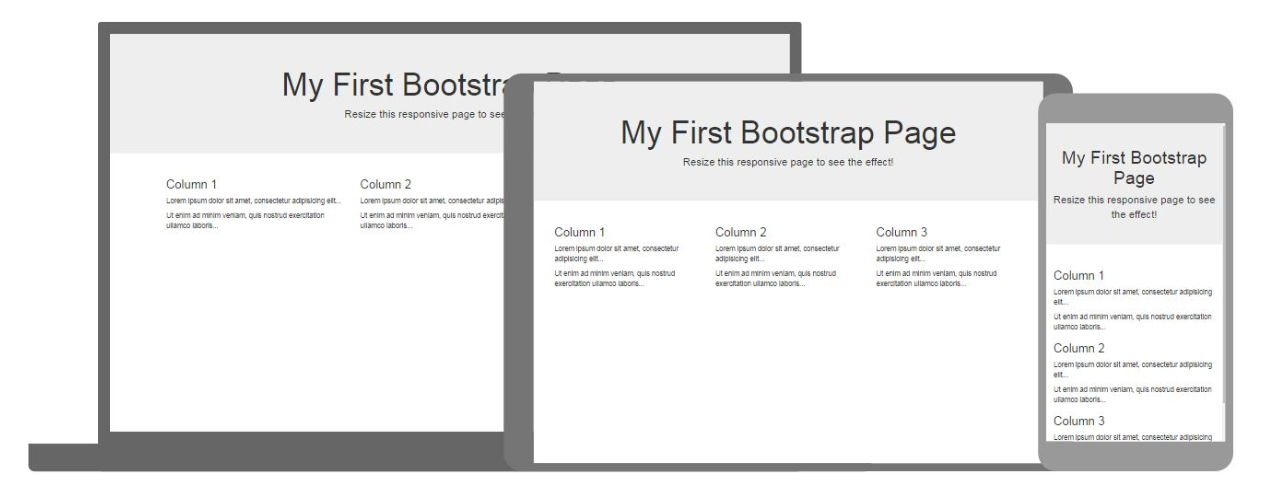 My First Bootstra
Resize this responsive page to see
Column 1
Lorem ipsum dolor sit amet, consectetur adipisicing elit...
Ut enim ad minim veniam, quis nostrud exercitation
ullamco laboris...
Column 2
Lorem ipsum dolor sit amet, consectetur adipis
Ut enim ad minim veniam, quis nostrud exercit
ullamco laboris...
My First Bootstrap Page
Resize this responsive page to see the effect!
Column 1
Lorem ipsum dolor sit amet, consectetur
adipisicing elit...
Ut enim ad minim veniam, quis nostrud
exercitation ullamco laboris...
Column 2
Lorem ipsum dolor sit amet, consectetur
adipisicing elit...
Ut enim ad minim veniam, quis nostrud
exercitation ullamco laboris...
Column 3
Lorem ipsum dolor sit amet, consectetur
adipisicing elit...
Ut enim ad minim veniam, quis nostrud
exercitation ullamco laboris...
My First Bootstrap
Page
Resize this responsive page to see
the effect!
Column 1
Lorem ipsum dolor sit amet, consectetur adipisicing
elit...
Ut enim ad minim veniam, quis nostrud exercitation
ullamco laboris...
Column 2
Lorem ipsum dolor sit amet, consectetur adipisicing
elit...
Ut enim ad minim veniam, quis nostrud exercitation
ullamco laboris...
Column 3
Lorem ipsum dolor sit amet, consectetur adipisicing